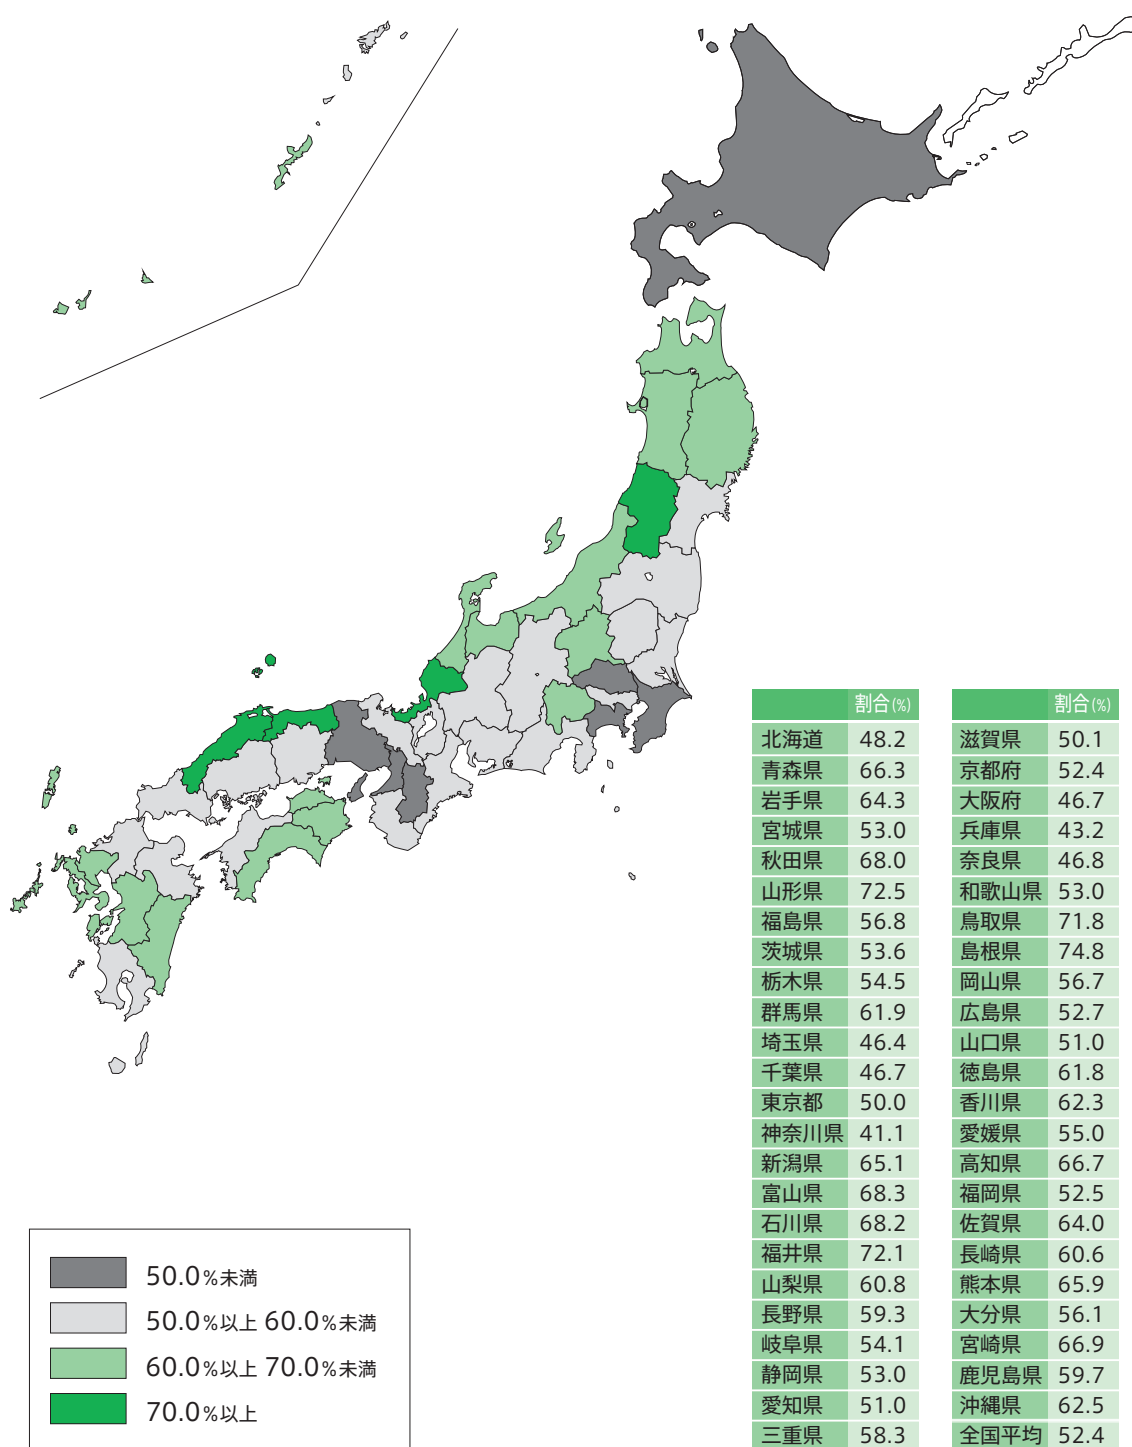 割合(%)
北海道 48.2
青森県 66.3
岩手県 64.3
宮城県 53.0
秋田県 68.0
山形県 72.5
福島県 56.8
茨城県 53.6
栃木県 54.5
群馬県 61.9
埼玉県 46.4
千葉県 46.7
東京都 50.0
神奈川県 41.1
新潟県 65.1
富山県 68.3
石川県 68.2
福井県 72.1
山梨県 60.8
長野県 59.3
岐阜県 54.1
静岡県 53.0
愛知県 51.0
三重県 58.3
割合(%)
滋賀県 50.1
京都府 52.4
大阪府 46.7
兵庫県 43.2
奈良県 46.8
和歌山県 53.0
鳥取県 71.8
島根県 74.8
岡山県 56.7
広島県 52.7
山口県 51.0
徳島県 61.8
香川県 62.3
愛媛県 55.0
高知県 66.7
福岡県 52.5
佐賀県 64.0
長崎県 60.6
熊本県 65.9
大分県 56.1
宮崎県 66.9
鹿児島県 59.7
沖縄県 62.5
全国平均 52.4
50.0%未満
50.0%以上 60.0%未満
60.0%以上 70.0%未満
70.0%以上